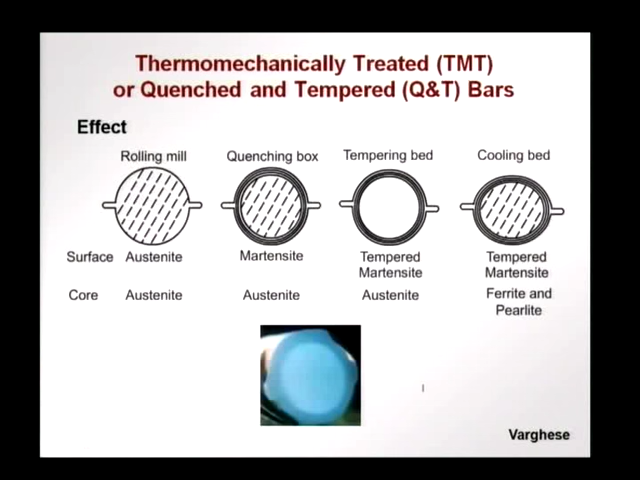 Thermomechanically Treated (TMT)
or Quenched and Tempered (Q&T) Bars
Effect
Rolling mill Quenching box Tempering bed Cooling bed
Surface Austenite Martensite Tempered Martensite Tempered Martensite
Core Austenite Austenite Austenite Ferrite and Pearlite
Varghese